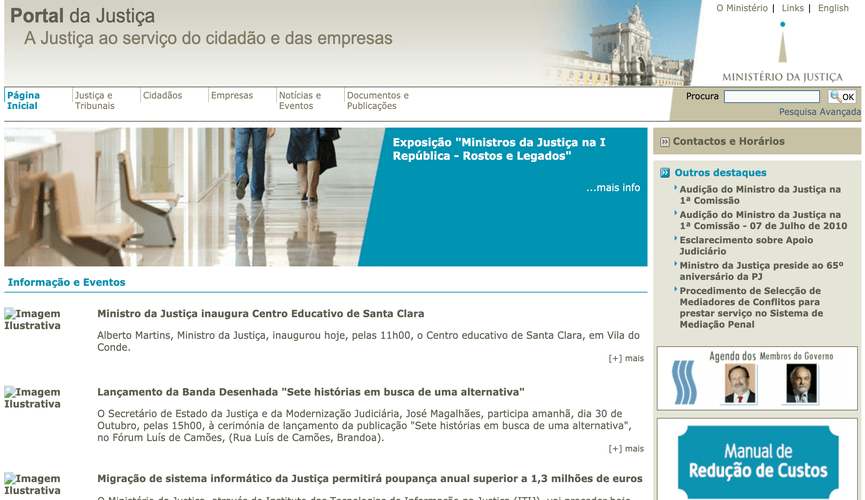 Portal da Justiça
A Justiça ao serviço do cidadão e das empresas
O Ministério | Links | English
MINISTÉRIO DA JUSTIÇA
Página
Inicial
Justiça e
Tribunais
Cidadãos
Empresas
Notícias e
Eventos
Documentos e
Publicações
Procura
OK
Pesquisa Avançada
Exposição "Ministros da Justiça na I
República - Rostos e Legados"
...mais info
Informação e Eventos
Imagem
Ilustrativa
Ministro da Justiça inaugura Centro Educativo de Santa Clara
Alberto Martins, Ministro da Justiça, inaugurou hoje, pelas 11h00, o Centro educativo de Santa Clara, em Vila do
Conde.
[+] mais
Imagem
Ilustrativa
Lançamento da Banda Desenhada "Sete histórias em busca de uma alternativa"
O Secretário de Estado da Justiça e da Modernização Judiciária, José Magalhães, participa amanhã, dia 30 de
Outubro, pelas 15h00, à cerimónia de lançamento da publicação "Sete histórias em busca de uma alternativa",
no Fórum Luís de Camões, (Rua Luís de Camões, Brandoa).
[+] mais
Imagem
Ilustrativa
Migração de sistema informático da Justiça permitirá poupança anual superior a 1,3 milhões de euros
O Ministério da Justiça, através do Instituto das Tecnologias de Informação na Justiça (ITIJ), vai proceder hoje
Contactos e Horários
Outros destaques
Audição do Ministro da Justiça na
1ª Comissão
Audição do Ministro da Justiça na
1ª Comissão - 07 de Julho de 2010
Esclarecimento sobre Apoio
Judiciário
Ministro da Justiça preside ao 65º
aniversário da PJ
Procedimento de Selecção de
Mediadores de Conflitos para
prestar serviço no Sistema de
Mediação Penal
Agenda dos Membros do Governo
Manual de
Redução de Custos